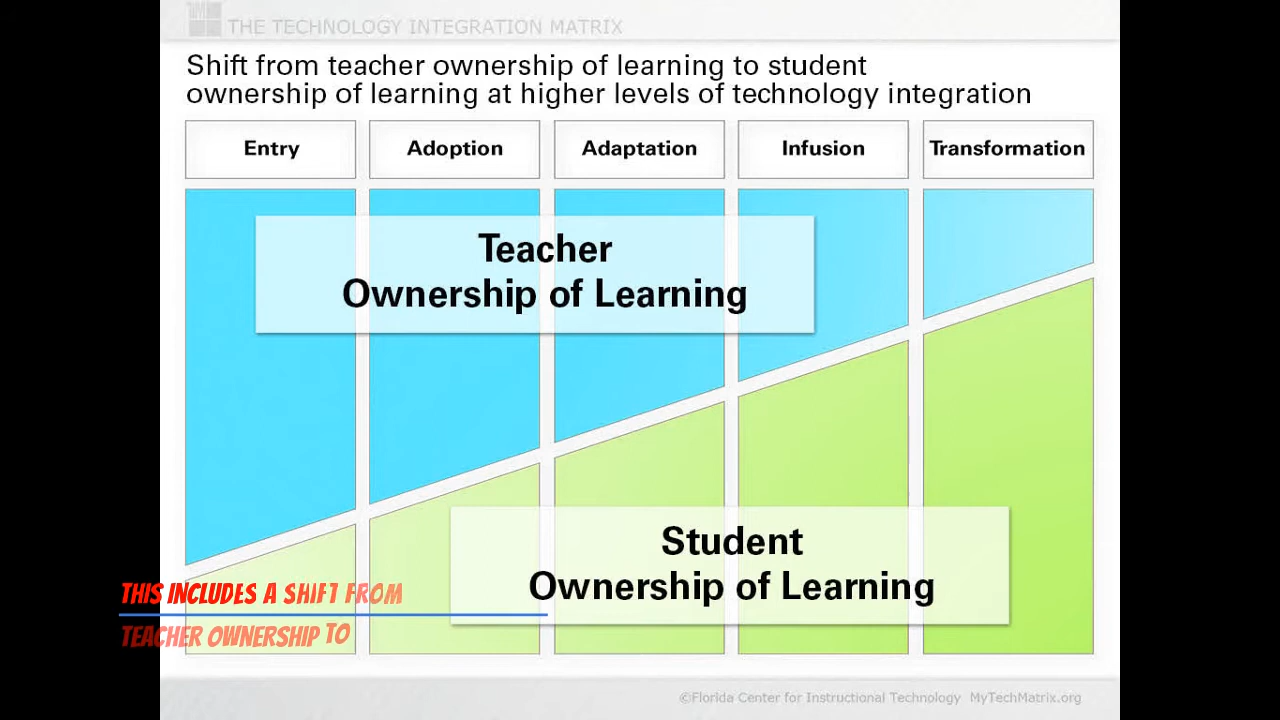 THE TECHNOLOGY INTEGRATION MATRIX
Shift from teacher ownership of learning to student
ownership of learning at higher levels of technology integration
Entry
Adoption
Adaptation
Infusion
Transformation
Teacher
Ownership of Learning
Student
Ownership of Learning
THIS INCLUDES A SHIFT FROM
TEACHER OWNERSHIP TO
©Florida Center for Instructional Technology MyTechMatrix.org